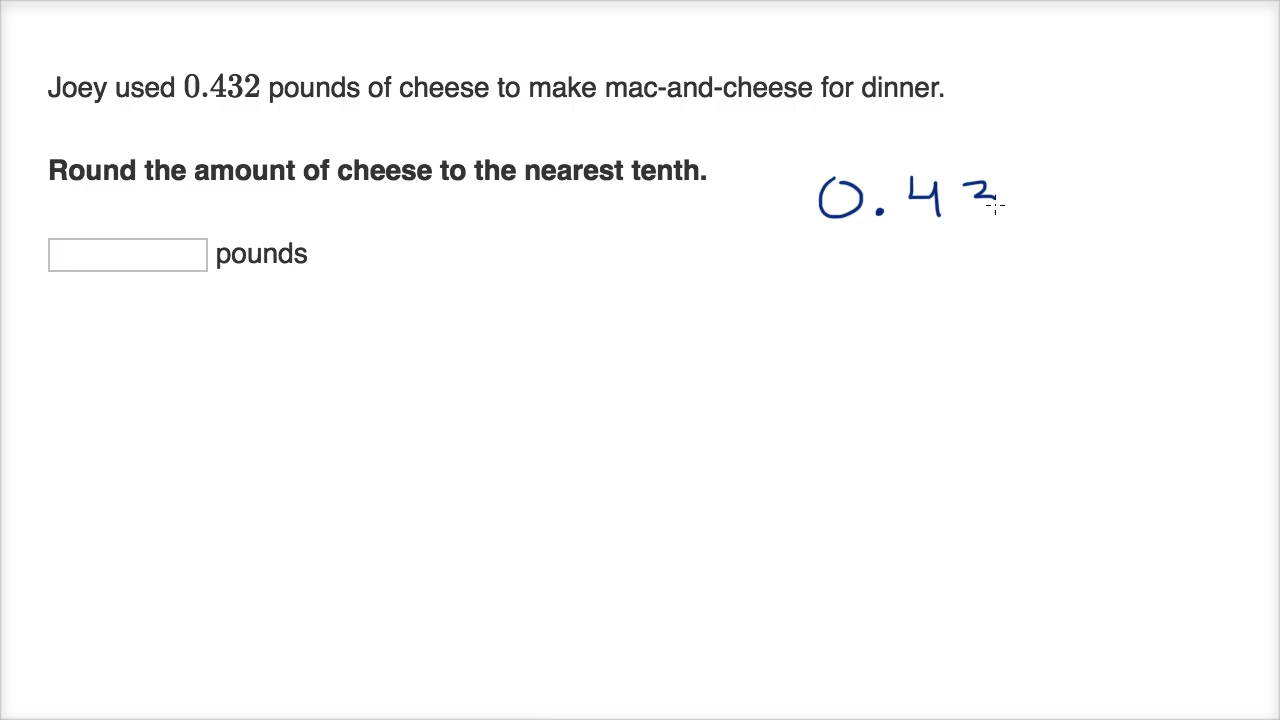 Joey used 0.432 pounds of cheese to make mac-and-cheese for dinner.
Round the amount of cheese to the nearest tenth.
0.43
pounds